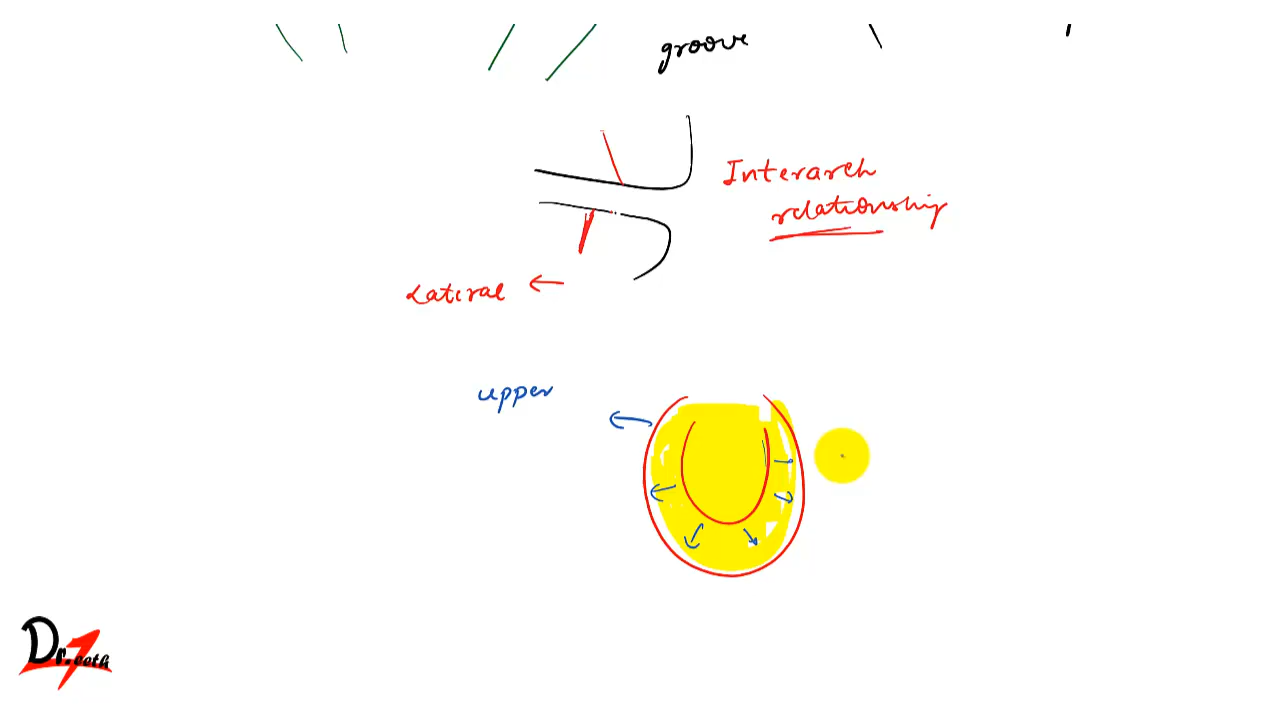 groove
Interarch
relationship
Lateral ←
upper
Dr.